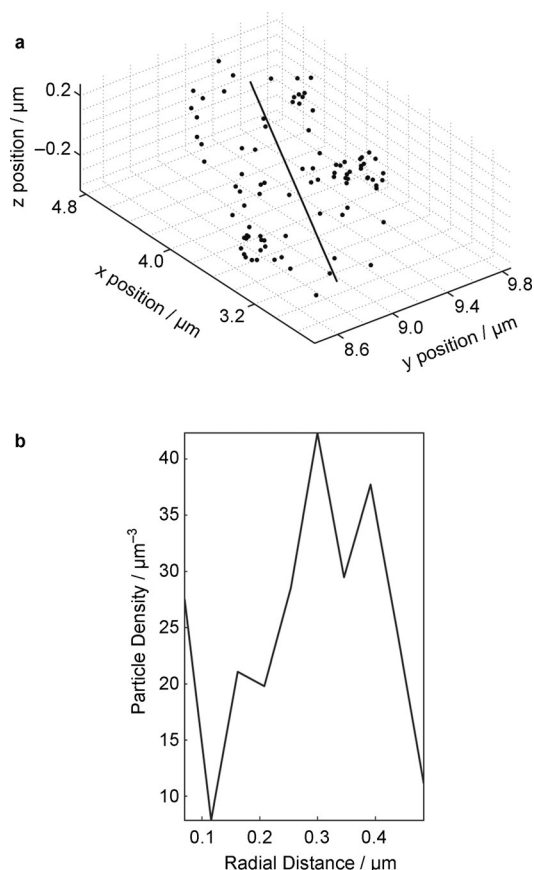 a
z position / µm
0.2
–0.2
4.8
4.0
3.2
x position / µm
8.6
9.0
9.4
9.8
y position / µm
b
Particle Density / µm⁻³
40
35
30
25
20
15
10
0.1 0.2 0.3 0.4
Radial Distance / µm